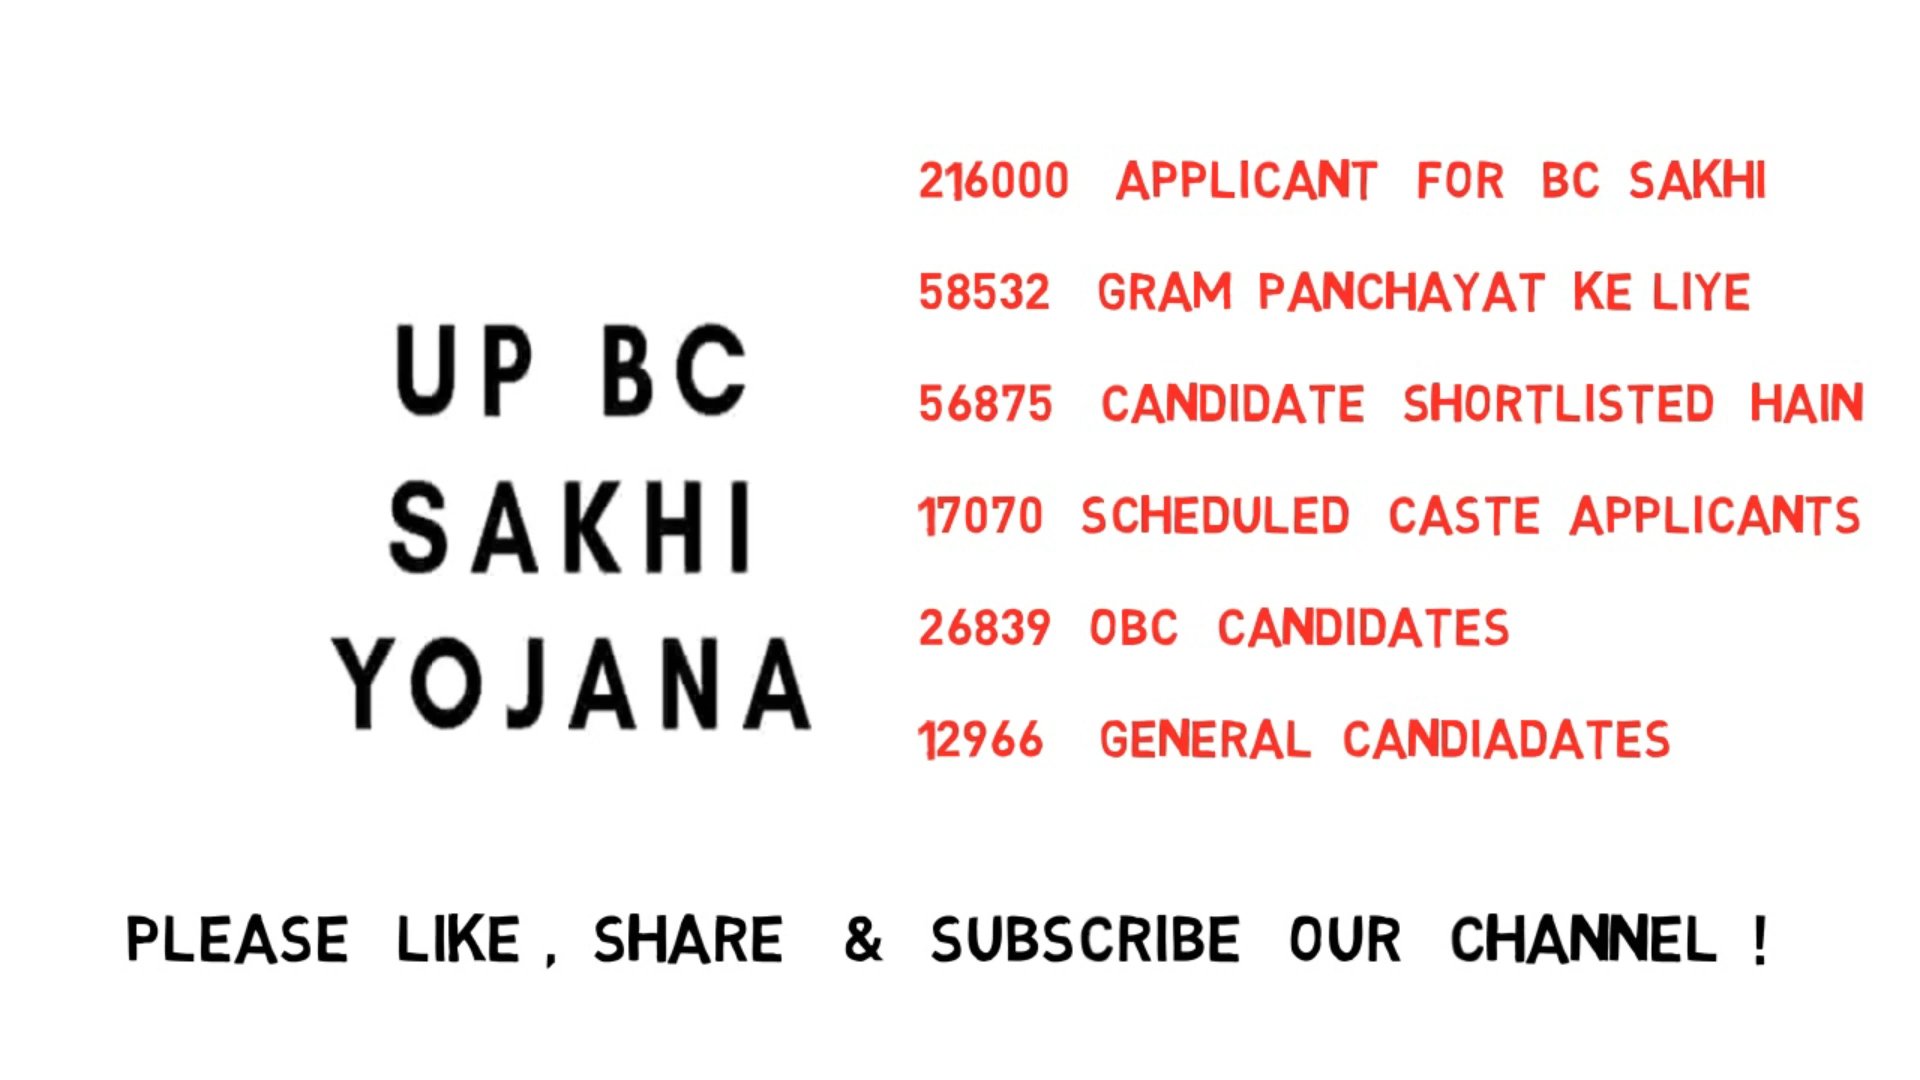 UP BC
SAKHI
YOJANA
216000 APPLICANT FOR BC SAKHI
58532 GRAM PANCHAYAT KE LIYE
56875 CANDIDATE SHORTLISTED HAIN
17070 SCHEDULED CASTE APPLICANTS
26839 OBC CANDIDATES
12966 GENERAL CANDIADATES
PLEASE LIKE , SHARE & SUBSCRIBE OUR CHANNEL !